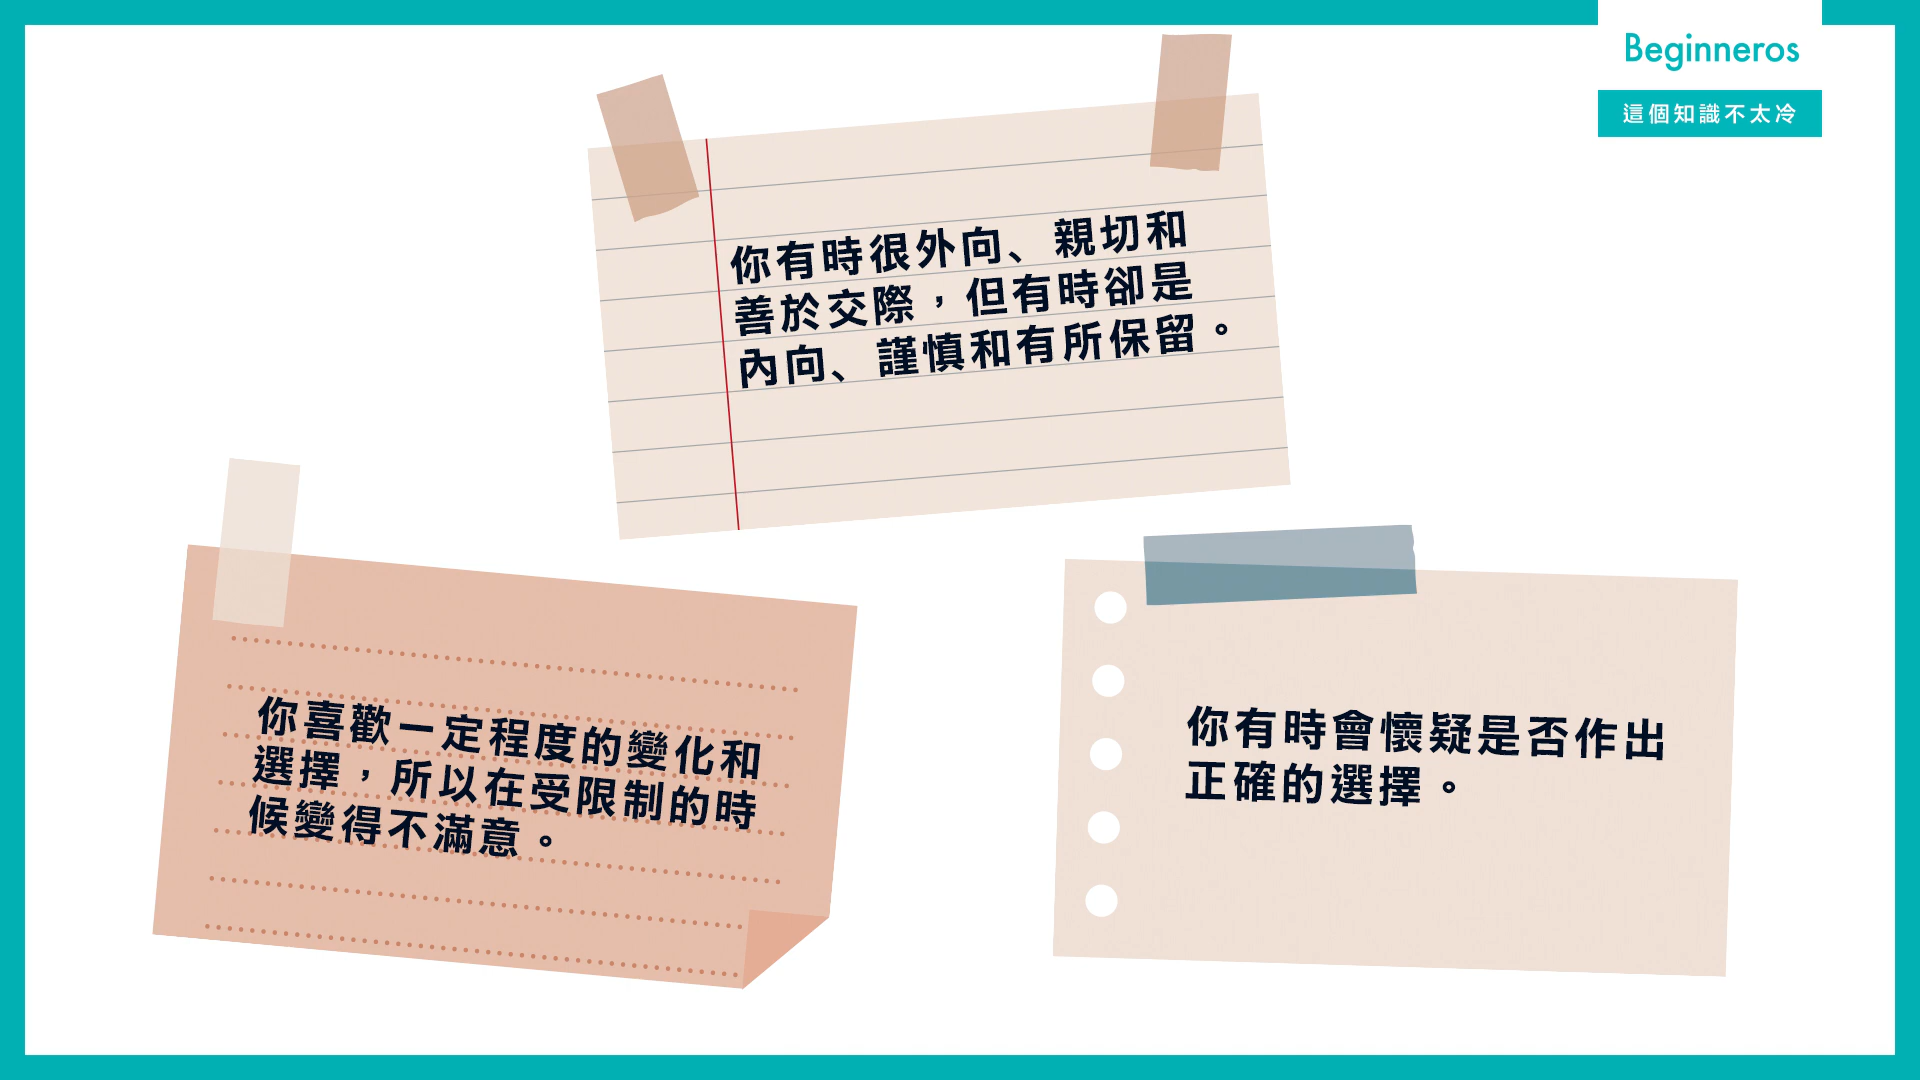 Beginneros
這個知識不太冷
你有時很外向、親切和
善於交際，但有時卻是
內向、謹慎和有所保留。
你喜歡一定程度的變化和
選擇，所以在受限制的時
候變得不滿意。
你有時會懷疑是否作出
正確的選擇。